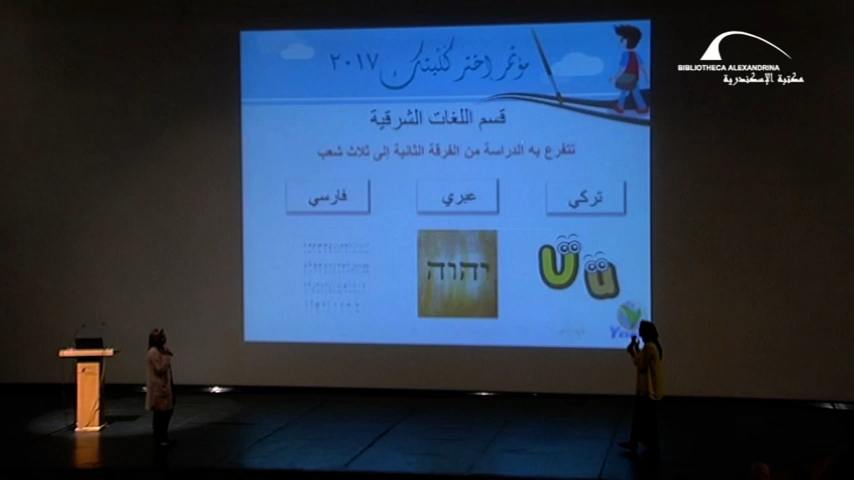 مؤتمر اختر كليتك ٢٠١٧
BIBLIOTHECA ALEXANDRINA
مكتبة الإسكندرية
قسم اللغات الشرقية
تتفرع به الدراسة من الفرقة الثانية إلى ثلاث شعب
تركي
عبري
فارسي
Üü
יהוה